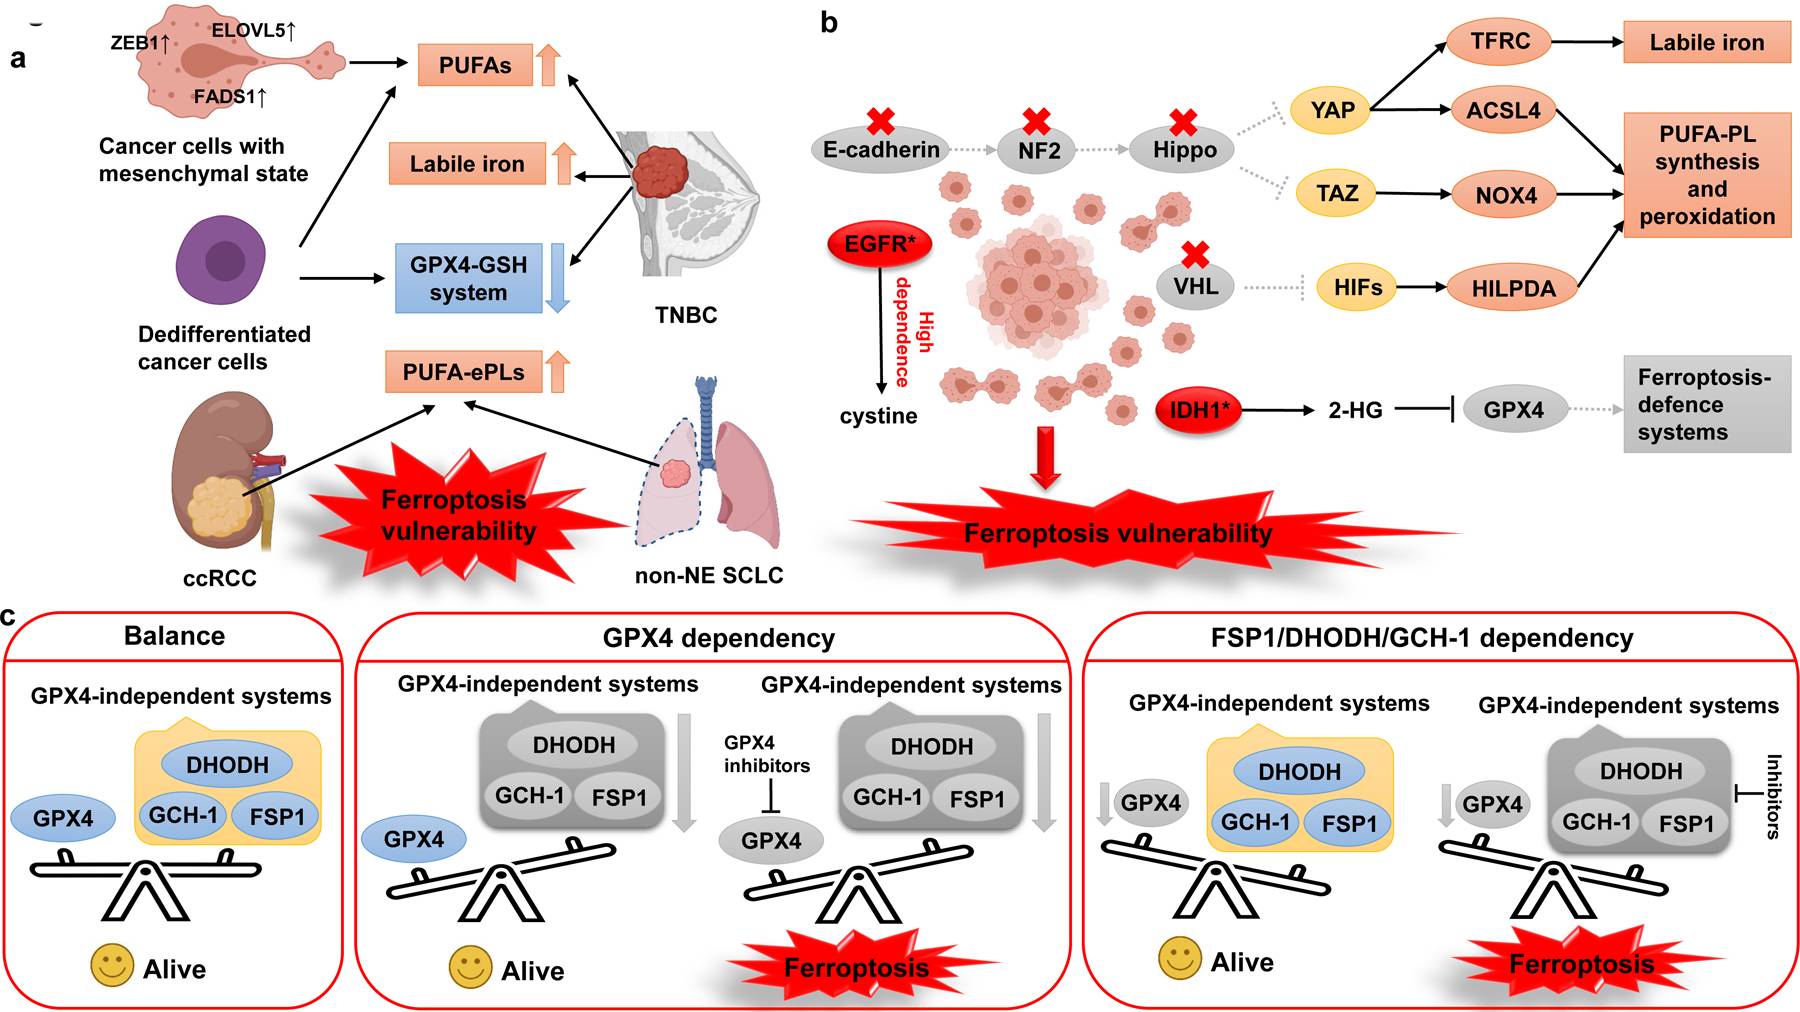 a
ZEB1↑
ELOVL5↑
FADS1↑
Cancer cells with
mesenchymal state
PUFAs
Labile iron
GPX4-GSH
system
TNBC
Dedifferentiated
cancer cells
PUFA-ePLs
ccRCC
Ferroptosis
vulnerability
non-NE SCLC
b
E-cadherin
NF2
Hippo
YAP
TAZ
TFRC
ACSL4
NOX4
Labile iron
PUFA-PL
synthesis
and
peroxidation
EGFR*
High
dependence
cystine
VHL
HIFs
HILPDA
IDH1*
2-HG
GPX4
Ferroptosis-
defence
systems
Ferroptosis vulnerability
c
Balance
GPX4-independent systems
DHODH
GCH-1
FSP1
GPX4
Alive
GPX4 dependency
GPX4-independent systems
DHODH
GCH-1
FSP1
GPX4
Alive
GPX4-independent systems
GPX4
inhibitors
DHODH
GCH-1
FSP1
GPX4
Ferroptosis
FSP1/DHODH/GCH-1 dependency
GPX4-independent systems
GPX4
DHODH
GCH-1
FSP1
Alive
GPX4-independent systems
GPX4
DHODH
GCH-1
FSP1
Inhibitors
Ferroptosis